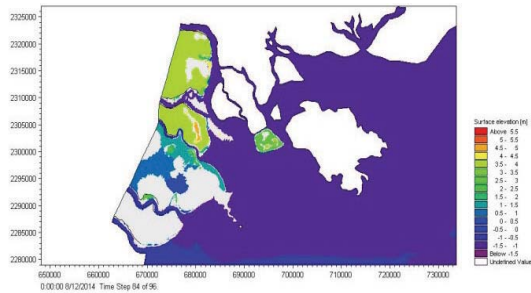 2325000
2320000
2315000
2310000
2305000
2300000
2295000
2290000
2285000
2280000
650000 660000 670000 680000 690000 700000 710000 720000 730000
0:00:00 8/12/2014 Time Step 84 of 96.
Surface elevation [m]
Above 5.5
5 - 5.5
4.5 - 5
4 - 4.5
3.5 - 4
3 - 3.5
2.5 - 3
2 - 2.5
1.5 - 2
1 - 1.5
0.5 - 1
0 - 0.5
-0.5 - 0
-1 - -0.5
-1.5 - -1
Below -1.5
Undefined Value